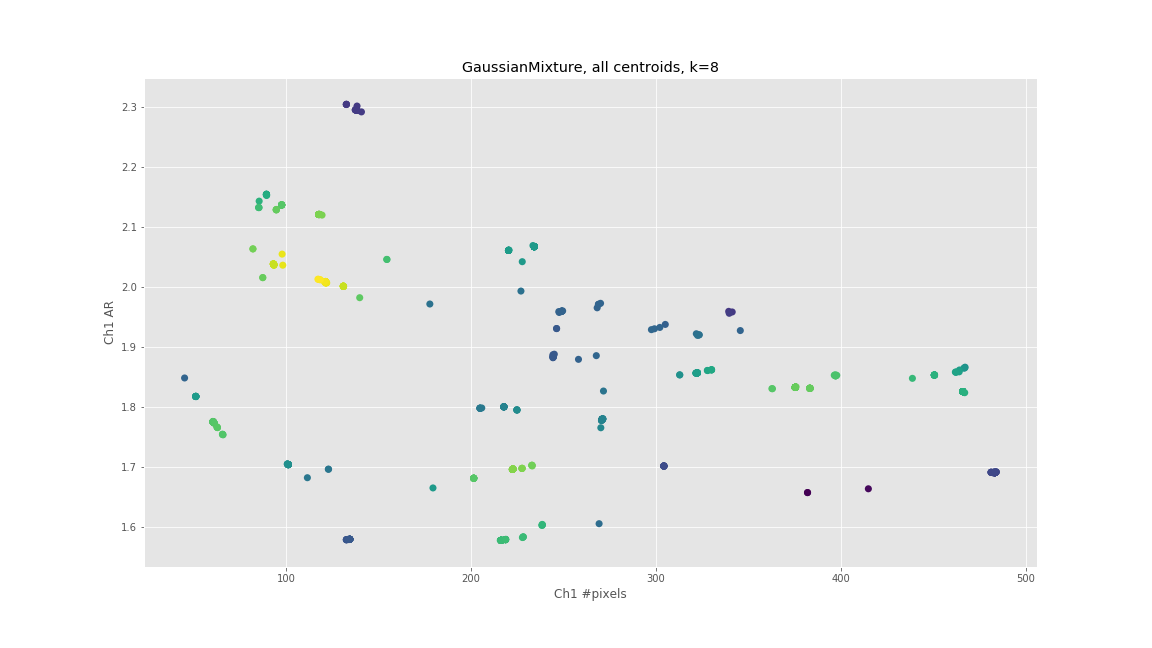 GaussianMixture, all centroids, k=8
2.3
2.2
2.1
2.0
1.9
1.8
1.7
1.6
Ch1 AR
100 200 300 400 500
Ch1 #pixels